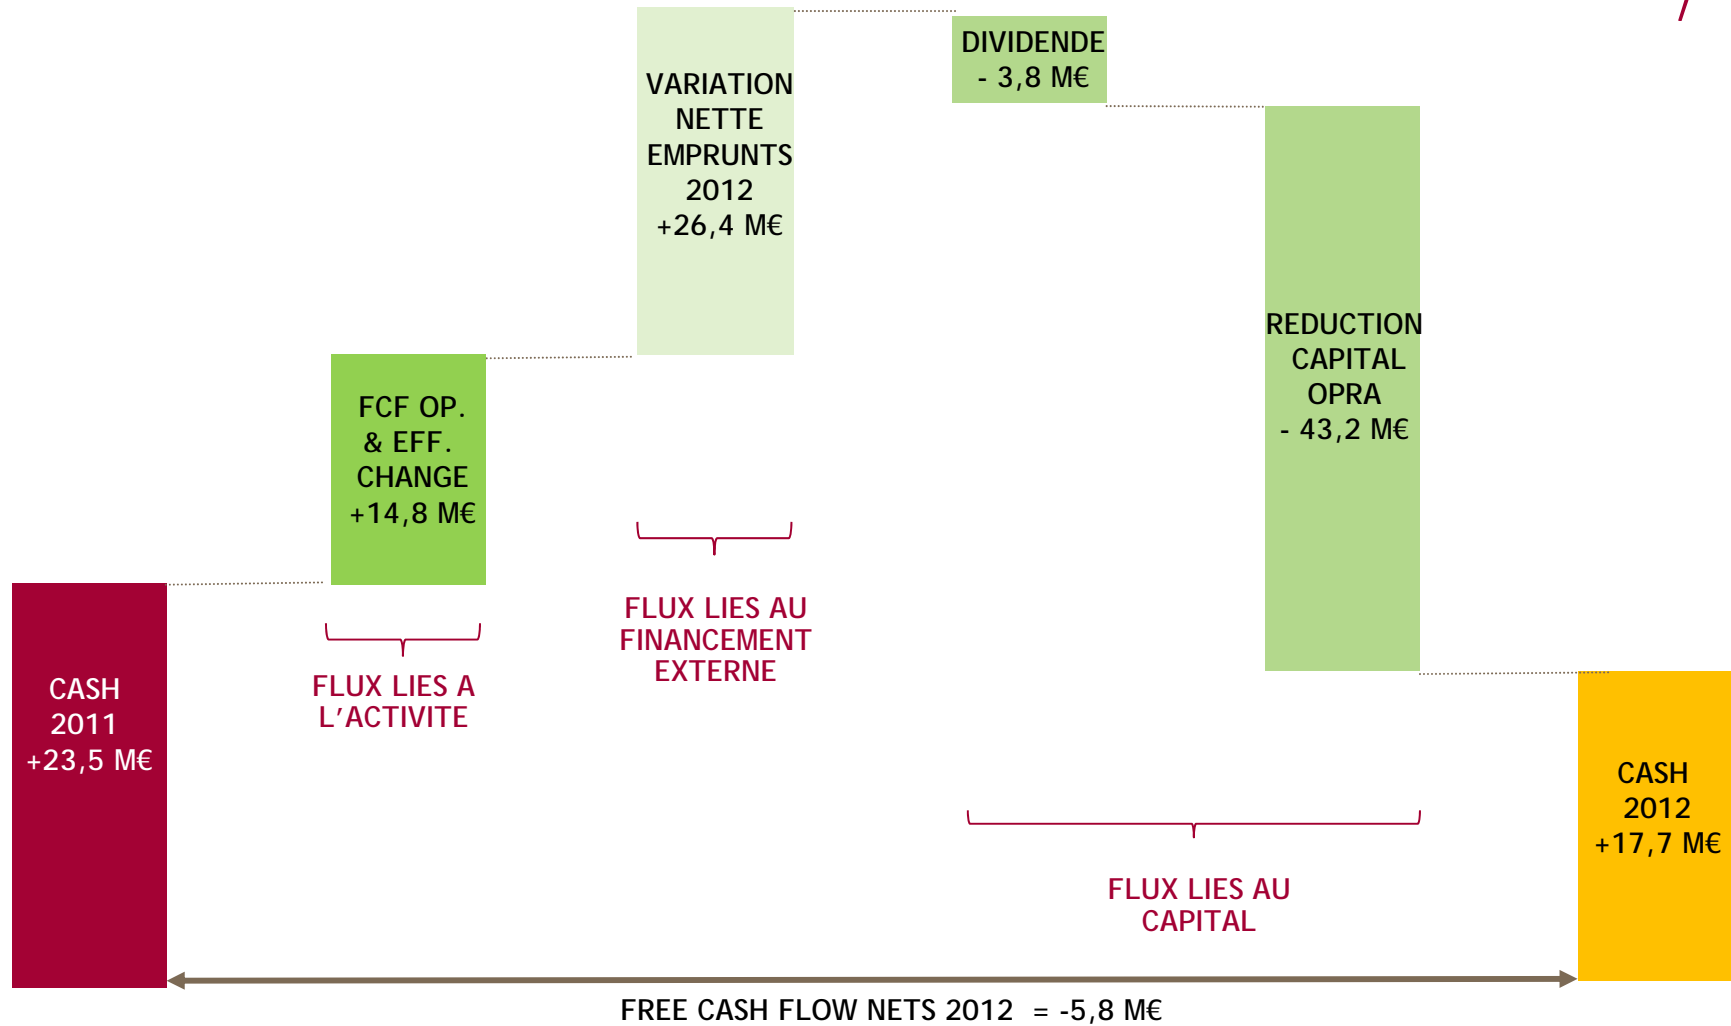 7
CASH
2011
+23,5 M€
FCF OP.
& EFF.
CHANGE
+14,8 M€
FLUX LIES A
L'ACTIVITE
VARIATION
NETTE
EMPRUNTS
2012
+26,4 M€
FLUX LIES AU
FINANCEMENT
EXTERNE
DIVIDENDE
- 3,8 M€
REDUCTION
CAPITAL
OPRA
- 43,2 M€
FLUX LIES AU
CAPITAL
CASH
2012
+17,7 M€
FREE CASH FLOW NETS 2012 = -5,8 M€